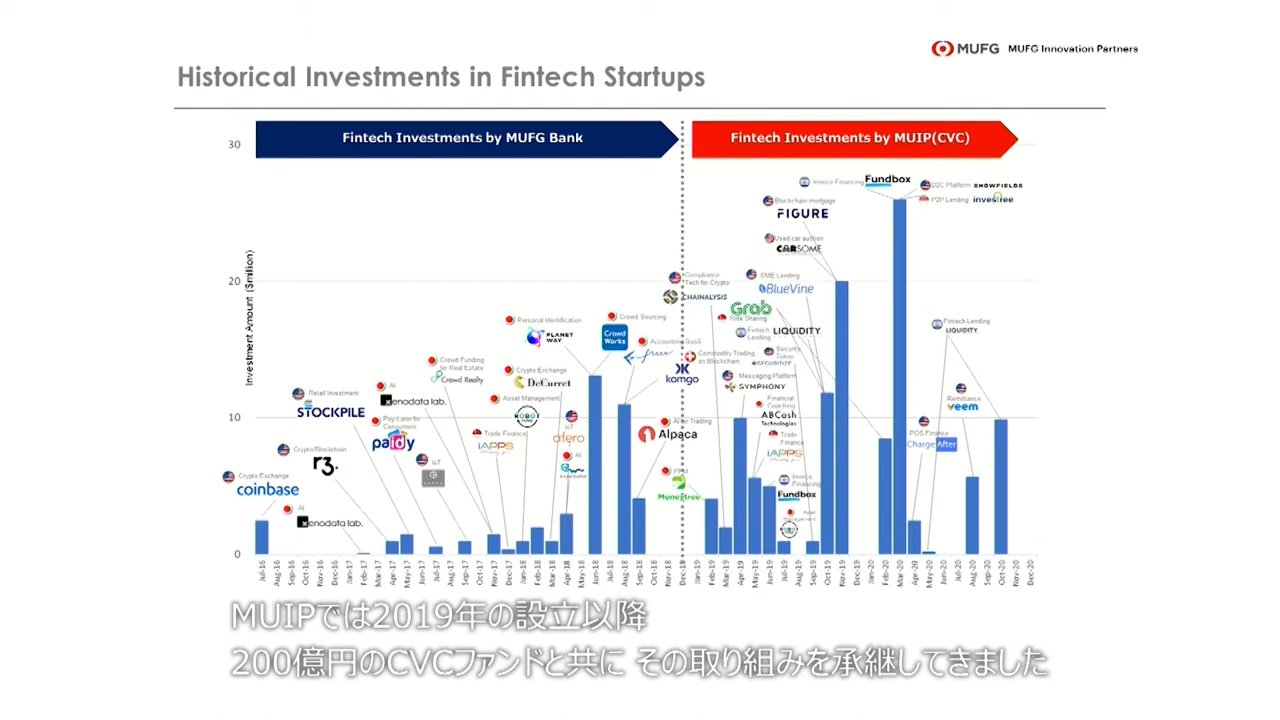 MUFG MUFG Innovation Partners
Historical Investments in Fintech Startups
Fintech Investments by MUFG Bank
Fintech Investments by MUIP(CVC)
Investment Amount ($million)
30
20
10
0
Crypto Exchange
coinbase
AI
xenodata lab.
Crypto/Blockchain
r3.
Retail Investment
STOCKPILE
AI
xenodata lab.
Pay Later for
Consumers
paidy
IoT
Crowd Funding
for Real Estate
Crowd Realty
Trade Finance
iAPPS
Asset Management
ROBOT
Crypto Exchange
DeCurret
Personal Identification
PLANET
WAY
IoT
afero
AI
Crowd Sourcing
Crowd
Works
Accounting SaaS
freee
Algo Trading
Alpaca
Commodity Trading
on Blockchain
komgo
PFM
Moneytree
Compliance
Tech for Crypto
CHAINALYSIS
Ride Sharing
Grab
Messaging Platform
SYMPHONY
Fintech
Lending
LIQUIDITY
Security
Token
SECURITIZE
SME Lending
BlueVine
Financial
Coaching
ABCash
Technologies
Trade
Finance
iAPPS
Invoice
Financing
Fundbox
Asset
Management
ROBOT
Used car auction
CARSOME
Blockchain mortgage
FIGURE
Invoice Financing
Fundbox
D2C Platform
SHOWFIELDS
P2P Lending
investree
Fintech Lending
LIQUIDITY
POS Finance
Charge After
Remittance
veem
Jul-16
Aug-16
Sep-16
Oct-16
Nov-16
Dec-16
Jan-17
Feb-17
Mar-17
Apr-17
May-17
Jun-17
Jul-17
Aug-17
Sep-17
Oct-17
Nov-17
Dec-17
Jan-18
Feb-18
Mar-18
Apr-18
May-18
Jun-18
Jul-18
Aug-18
Sep-18
Oct-18
Nov-18
Dec-18
Jan-19
Feb-19
Mar-19
Apr-19
May-19
Jun-19
Jul-19
Aug-19
Sep-19
Oct-19
Nov-19
Dec-19
Jan-20
Feb-20
Mar-20
Apr-20
May-20
Jun-20
Jul-20
Aug-20
Sep-20
Oct-20
Nov-20
Dec-20
MUIPでは2019年の設立以降
200億円のCVCファンドと共に その取り組みを承継してきました